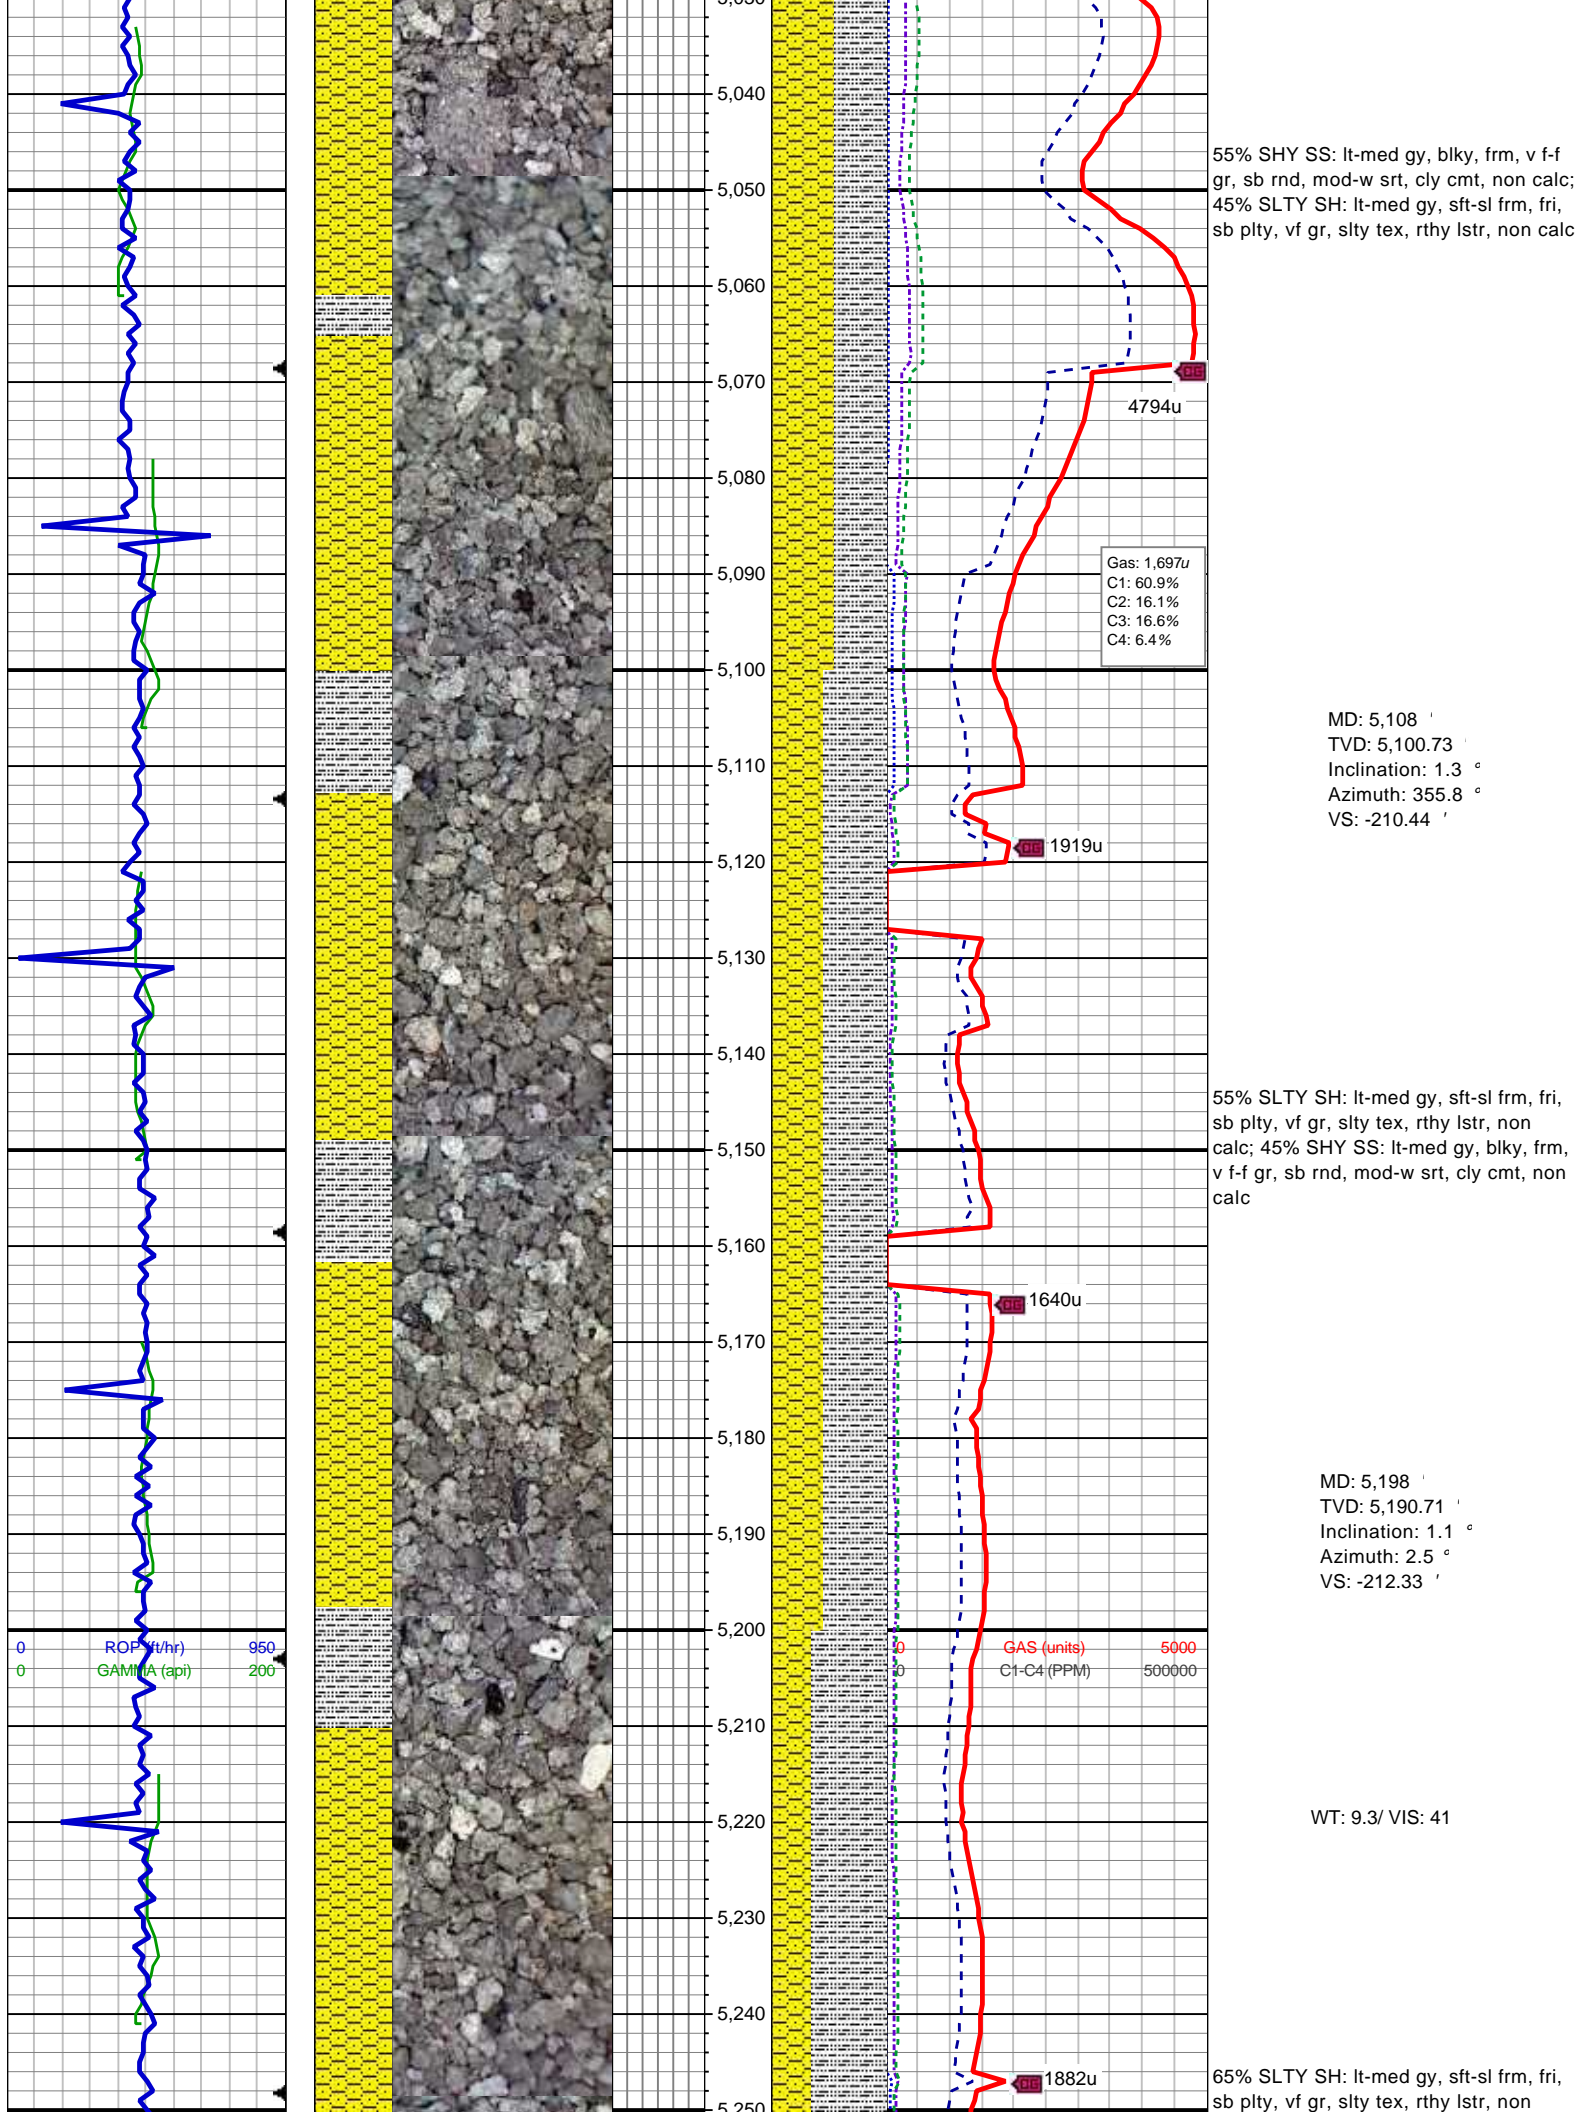 5,040
55% SHY SS: lt-med gy, blky, frm, v f-f
gr, sb rnd, mod-w srt, cly cmt, non calc;
45% SLTY SH: lt-med gy, sft-sl frm, fri,
sb plty, vf gr, slty tex, rthy lstr, non calc
5,050
5,060
5,070
CG
4794u
5,080
5,090
Gas: 1,697u
C1: 60.9%
C2: 16.1%
C3: 16.6%
C4: 6.4%
5,100
MD: 5,108 '
TVD: 5,100.73 '
Inclination: 1.3 °
Azimuth: 355.8 °
VS: -210.44 '
5,110
5,120
CG 1919u
5,130
5,140
55% SLTY SH: lt-med gy, sft-sl frm, fri,
sb plty, vf gr, slty tex, rthy lstr, non
calc; 45% SHY SS: lt-med gy, blky, frm,
v f-f gr, sb rnd, mod-w srt, cly cmt, non
calc
5,150
5,160
CG 1640u
5,170
5,180
5,190
MD: 5,198 '
TVD: 5,190.71 '
Inclination: 1.1 °
Azimuth: 2.5 °
VS: -212.33 '
5,200
0 ROP (ft/hr) 950
0 GAMMA (api) 200
0 GAS (units) 5000
0 C1-C4 (PPM) 500000
5,210
5,220
WT: 9.3/ VIS: 41
5,230
5,240
CG 1882u
65% SLTY SH: lt-med gy, sft-sl frm, fri,
sb plty, vf gr, slty tex, rthy lstr, non
5,250